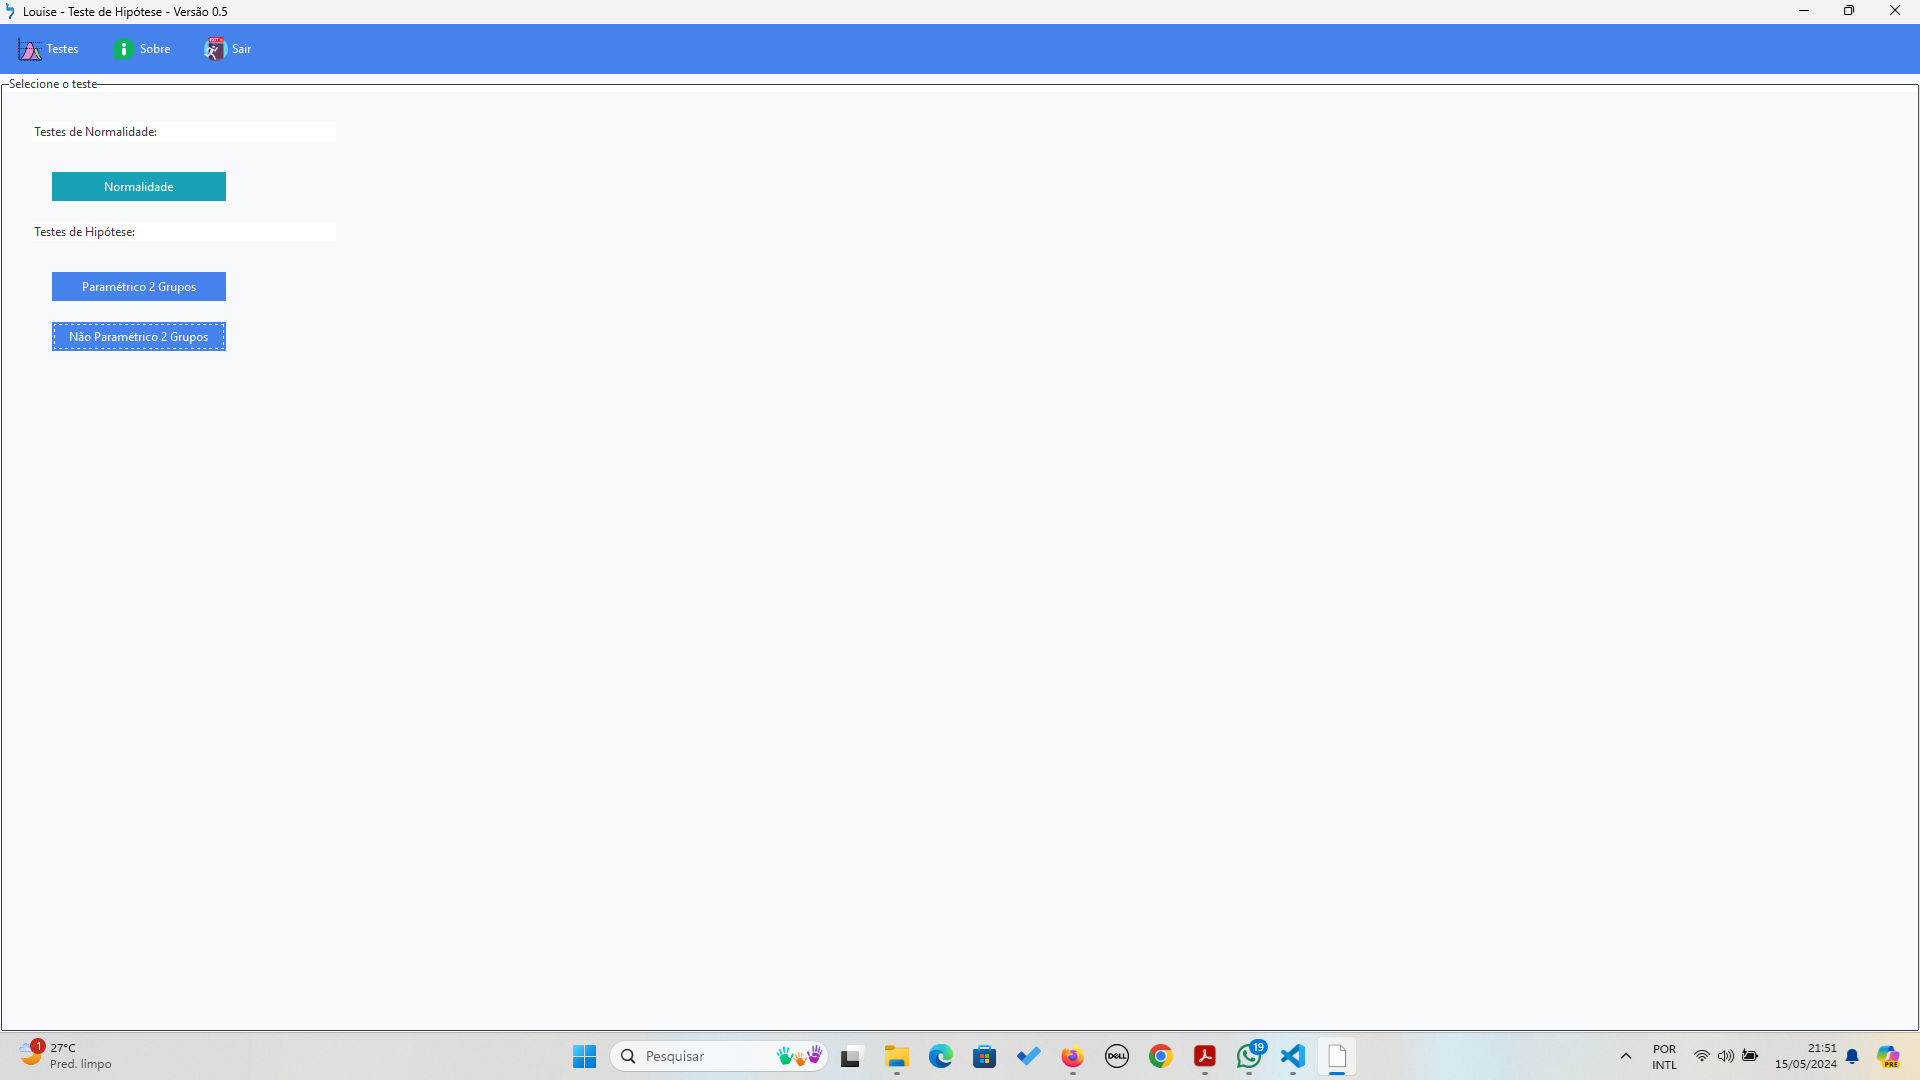 Louise - Teste de Hipótese - Versão 0.5
Testes
Sobre
Sair
Selecione o teste
Testes de Normalidade:
Normalidade
Testes de Hipótese:
Paramétrico 2 Grupos
Não Paramétrico 2 Grupos
1
27°C
Pred. limpo
Pesquisar
DELL
19
POR
INTL
21:51
15/05/2024
PRE